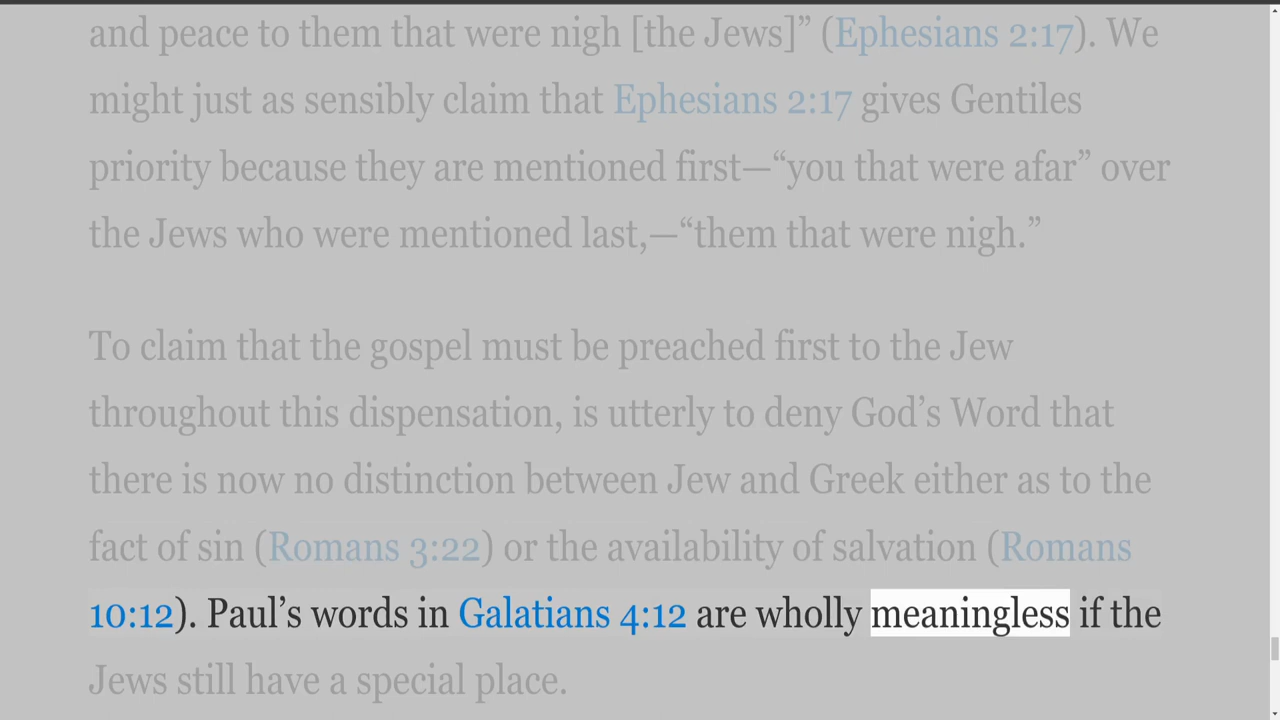 and peace to them that were nigh [the Jews]” (Ephesians 2:17). We
might just as sensibly claim that Ephesians 2:17 gives Gentiles
priority because they are mentioned first—“you that were afar” over
the Jews who were mentioned last,—“them that were nigh.”
To claim that the gospel must be preached first to the Jew
throughout this dispensation, is utterly to deny God’s Word that
there is now no distinction between Jew and Greek either as to the
fact of sin (Romans 3:22) or the availability of salvation (Romans
10:12). Paul’s words in Galatians 4:12 are wholly meaningless if the
Jews still have a special place.